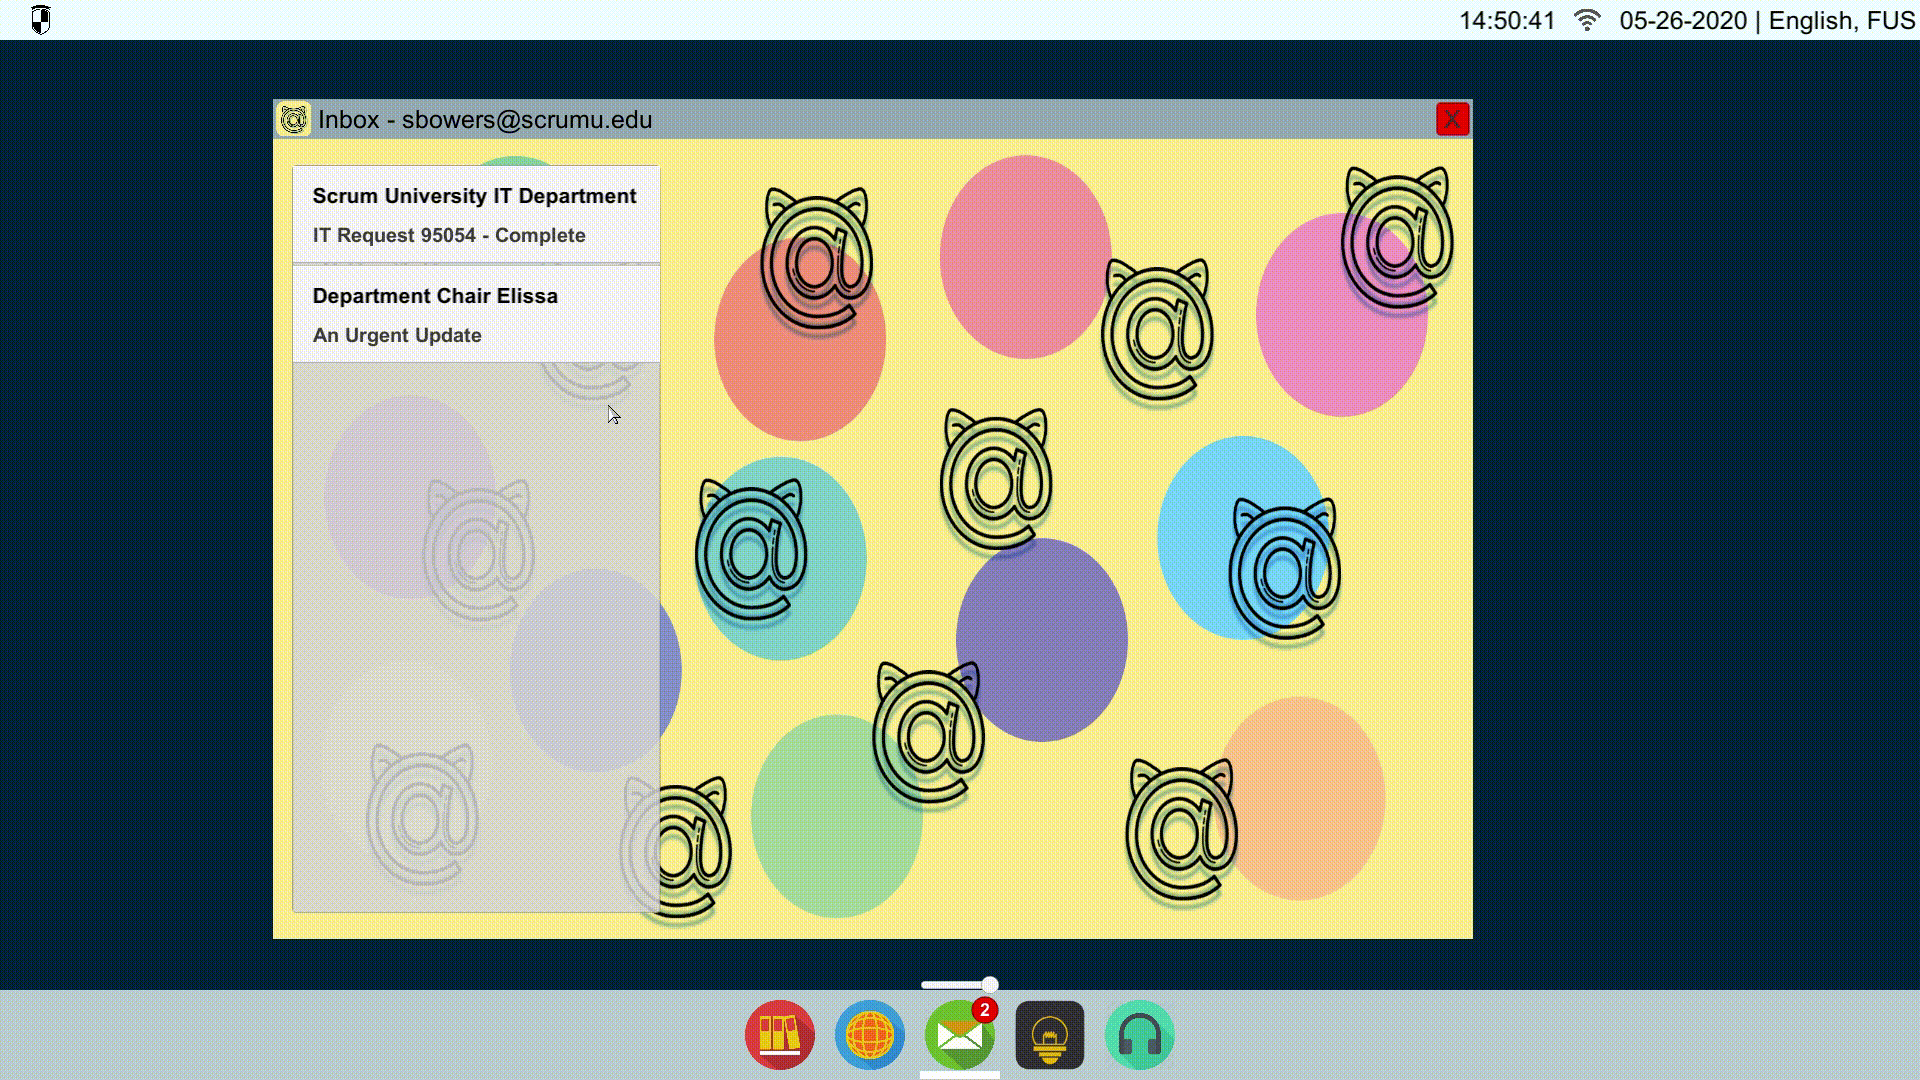 14:50:41 05-26-2020 | English, FUS
Inbox - sbowers@scrumu.edu
X
Scrum University IT Department
IT Request 95054 - Complete
Department Chair Elissa
An Urgent Update
2